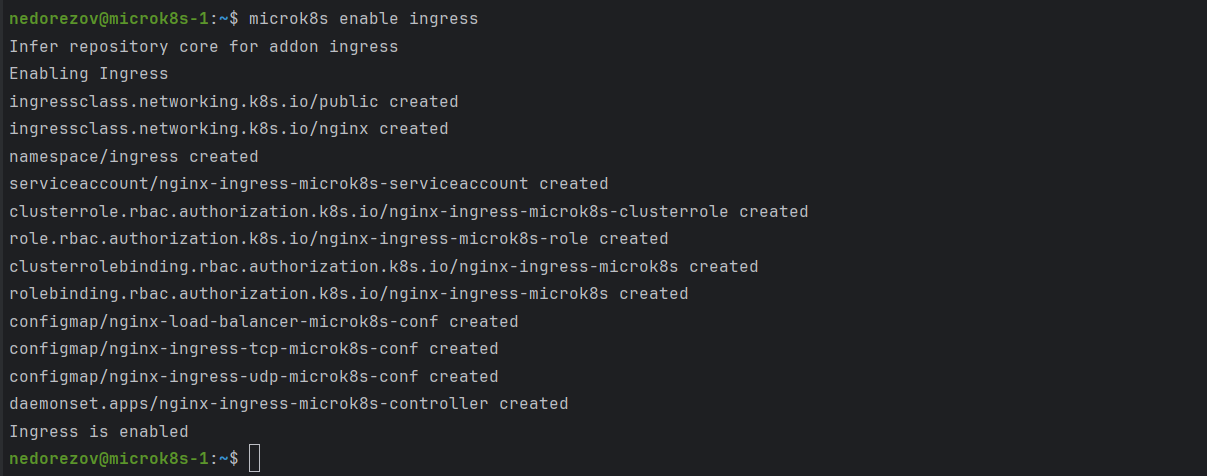 nedorezov@microk8s-1:~$ microk8s enable ingress
Infer repository core for addon ingress
Enabling Ingress
ingressclass.networking.k8s.io/public created
ingressclass.networking.k8s.io/nginx created
namespace/ingress created
serviceaccount/nginx-ingress-microk8s-serviceaccount created
clusterrole.rbac.authorization.k8s.io/nginx-ingress-microk8s-clusterrole created
role.rbac.authorization.k8s.io/nginx-ingress-microk8s-role created
clusterrolebinding.rbac.authorization.k8s.io/nginx-ingress-microk8s created
rolebinding.rbac.authorization.k8s.io/nginx-ingress-microk8s created
configmap/nginx-load-balancer-microk8s-conf created
configmap/nginx-ingress-tcp-microk8s-conf created
configmap/nginx-ingress-udp-microk8s-conf created
daemonset.apps/nginx-ingress-microk8s-controller created
Ingress is enabled
nedorezov@microk8s-1:~$